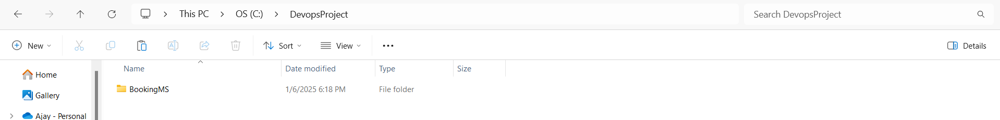 This PC > OS (C:) > DevopsProject
Search DevopsProject
New
Sort
View
Details
Name
Date modified
Type
Size
Home
Gallery
Ajay - Personal
BookingMS
1/6/2025 6:18 PM
File folder